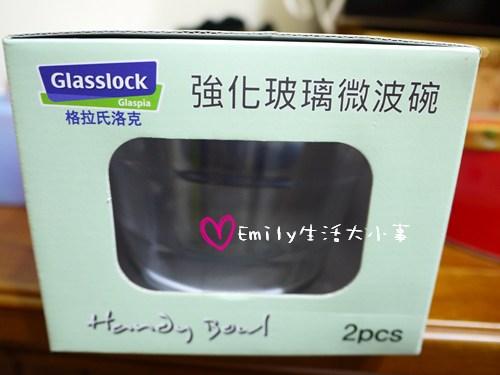 Glasslock
Glaspia
格拉氏洛克
強化玻璃微波碗
Emily生活大小事
Handy Bowl
2pcs